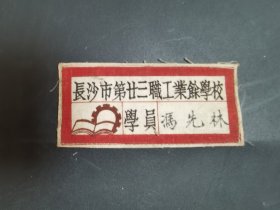 長沙市第廿三職工業餘學校
學員 馮先林